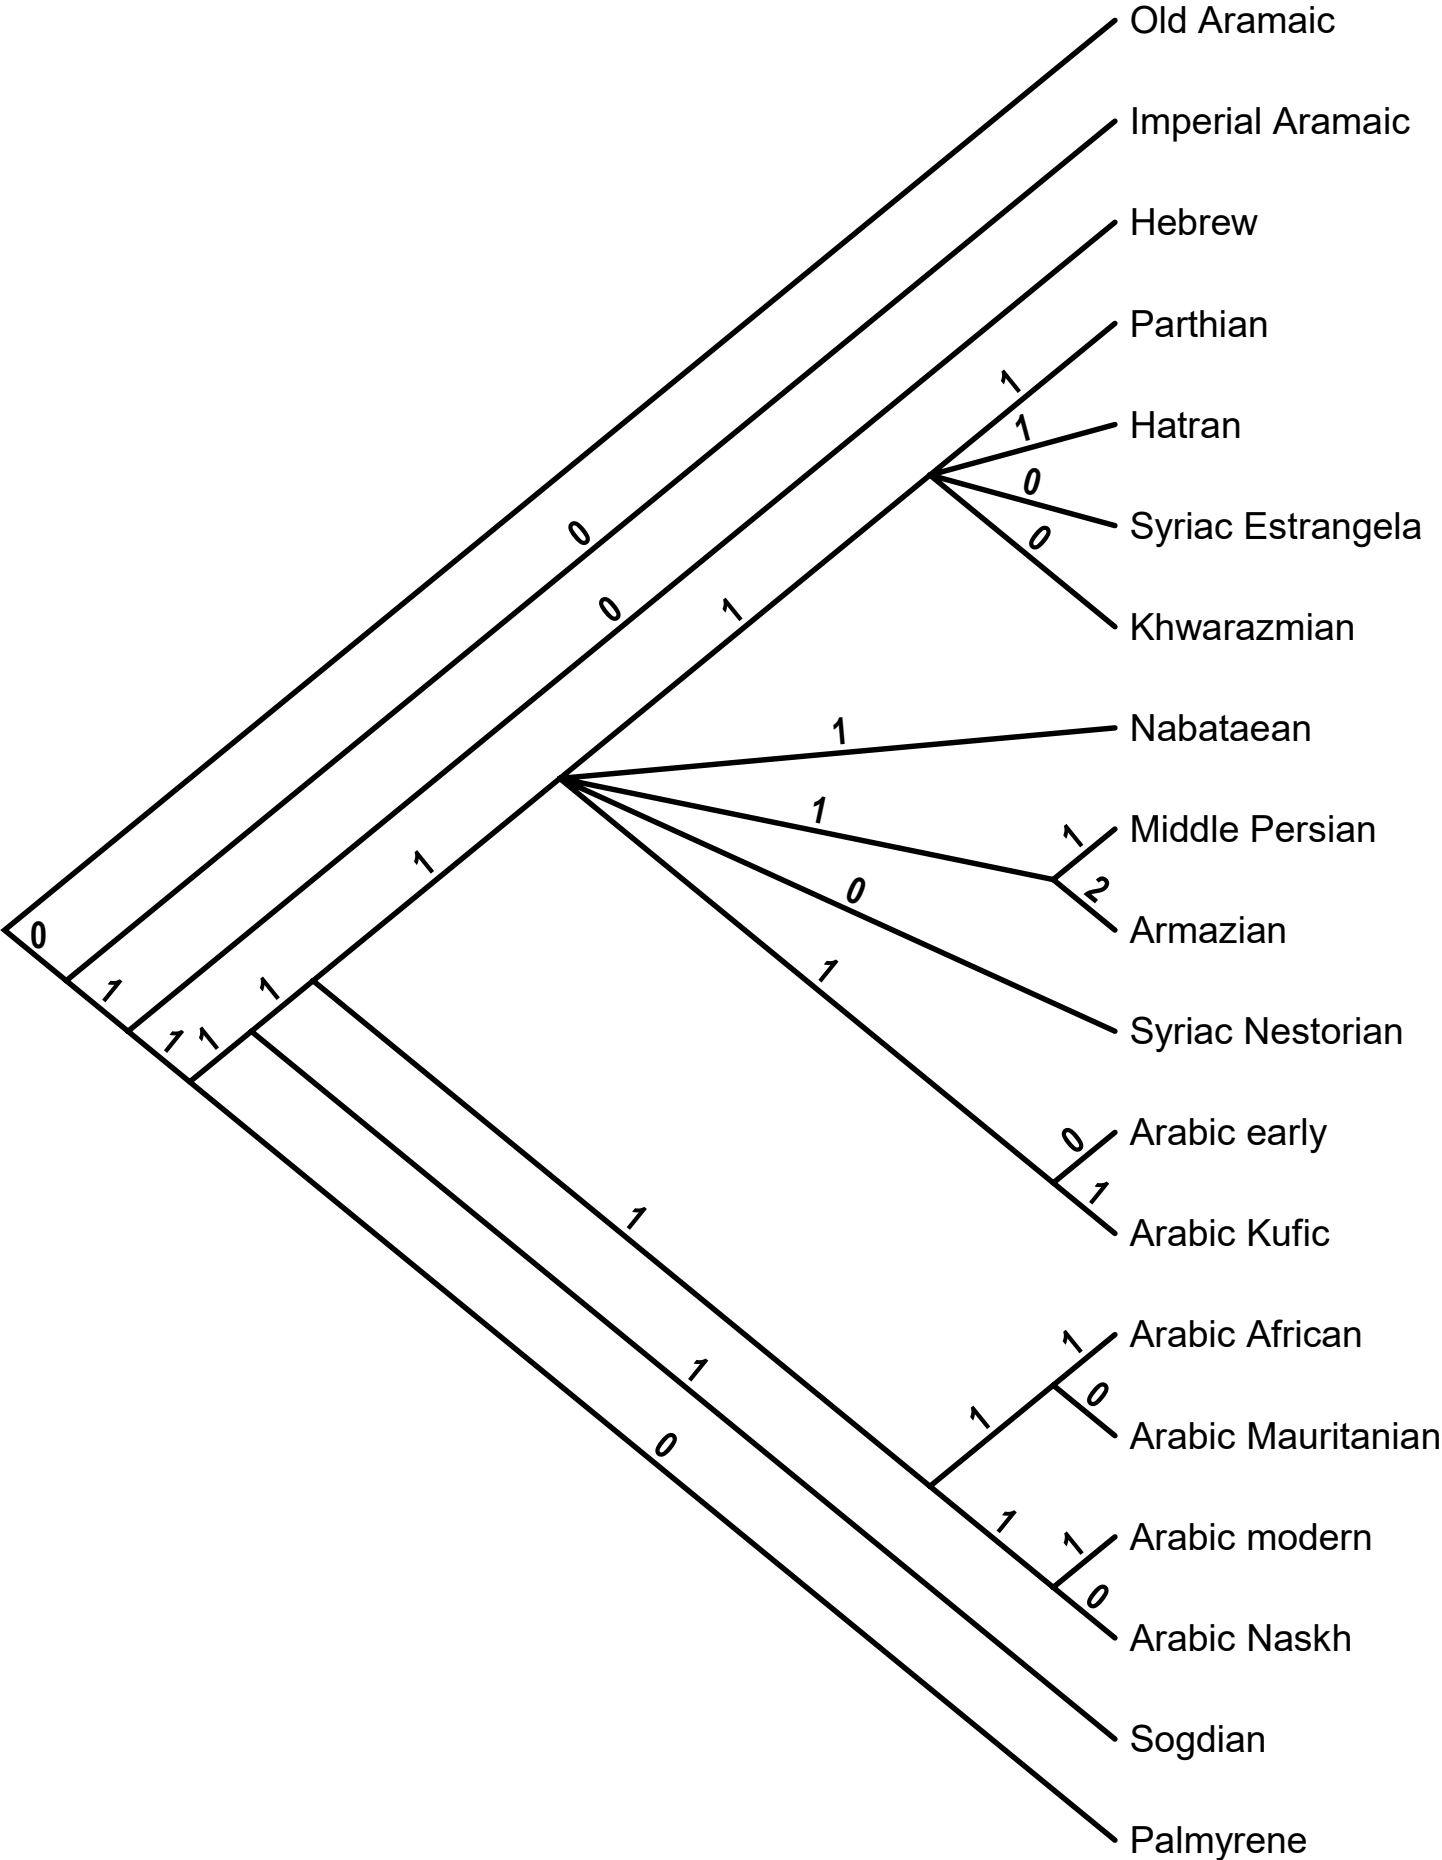 Old Aramaic
Imperial Aramaic
Hebrew
Parthian
1
Hatran
1
0
Syriac Estrangela
0
0
Khwarazmian
0
1
Nabataean
1
1
Middle Persian
1
1
2
0
Armazian
0
1
1
1
Syriac Nestorian
1
1
Arabic early
0
1
Arabic Kufic
1
Arabic African
1
1
0
1
Arabic Mauritanian
0
1
Arabic modern
1
0
Arabic Naskh
Sogdian
Palmyrene